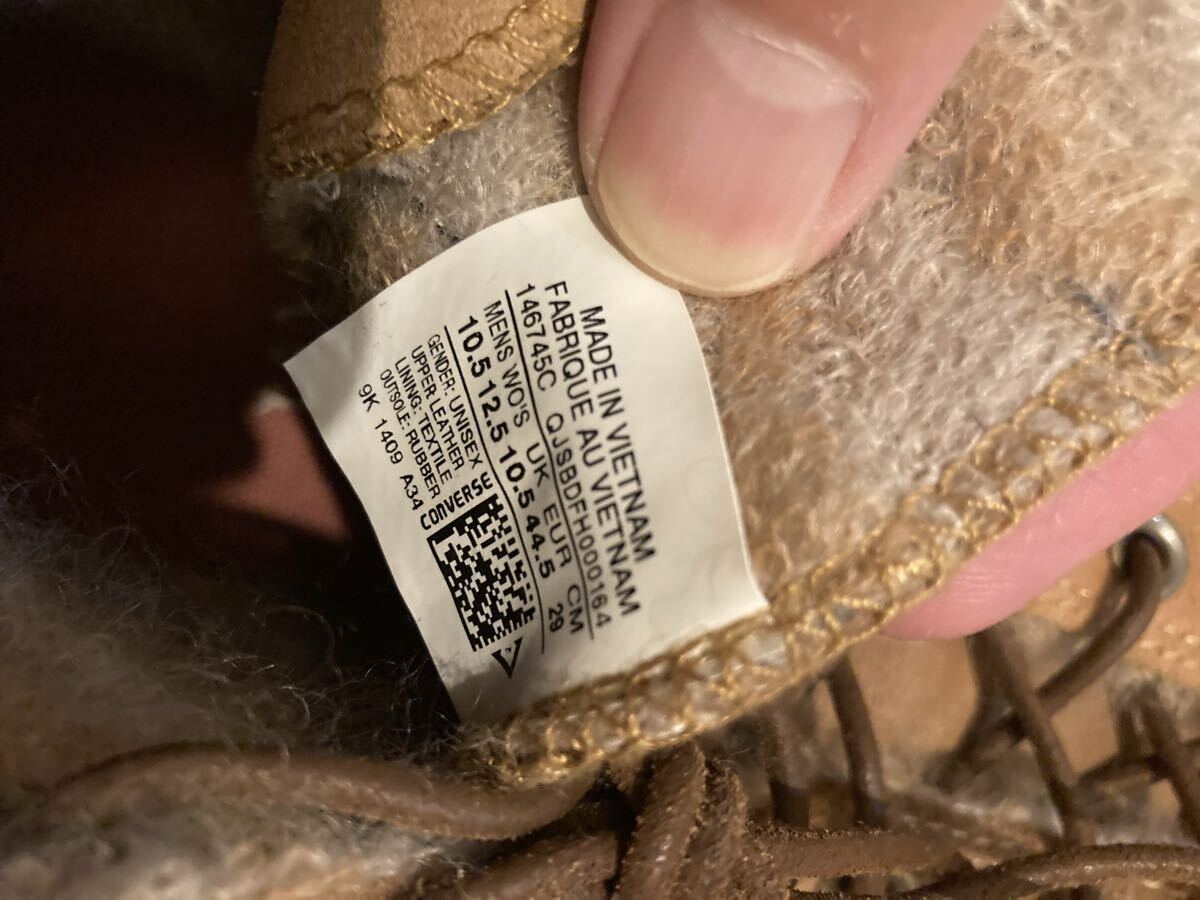 MADE IN VIETNAM
FABRIQUE AU VIETNAM
146745C QJSBDFH000164
MENS WO'S UK EUR CM
10.5 12.5 10.5 44.5 29
GENDER: UNISEX
UPPER: LEATHER
LINING: TEXTILE
OUTSOLE: RUBBER
9K 1409 A34
CONVERSE